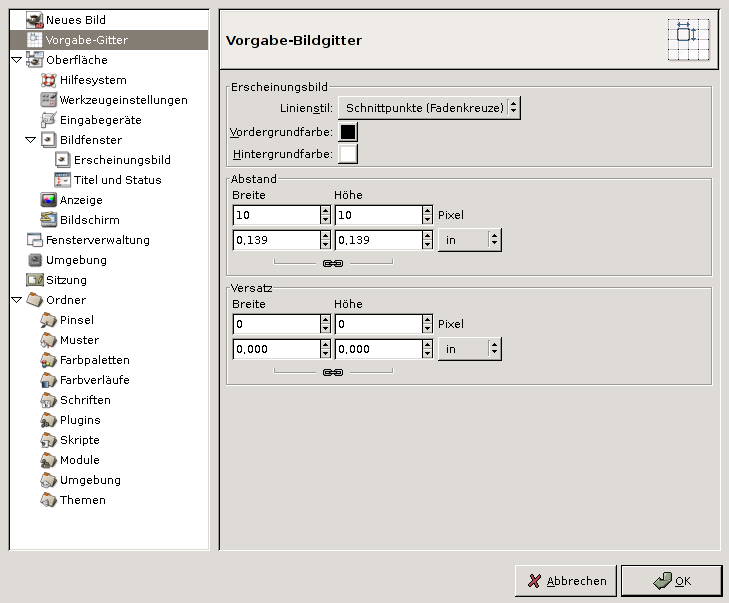 Neues Bild
Vorgabe-Gitter
Oberfläche
Hilfesystem
Werkzeugeinstellungen
Eingabegeräte
Bildfenster
Erscheinungsbild
Titel und Status
Anzeige
Bildschirm
Fensterverwaltung
Umgebung
Sitzung
Ordner
Pinsel
Muster
Farbpaletten
Farbverläufe
Schriften
Plugins
Skripte
Module
Umgebung
Themen
Vorgabe-Bildgitter
Erscheinungsbild
Linienstil: Schnittpunkte (Fadenkreuze)
Vordergrundfarbe:
Hintergrundfarbe:
Abstand
Breite Höhe
10 10 Pixel
0,139 0,139 in
Versatz
Breite Höhe
0 0 Pixel
0,000 0,000 in
Abbrechen OK